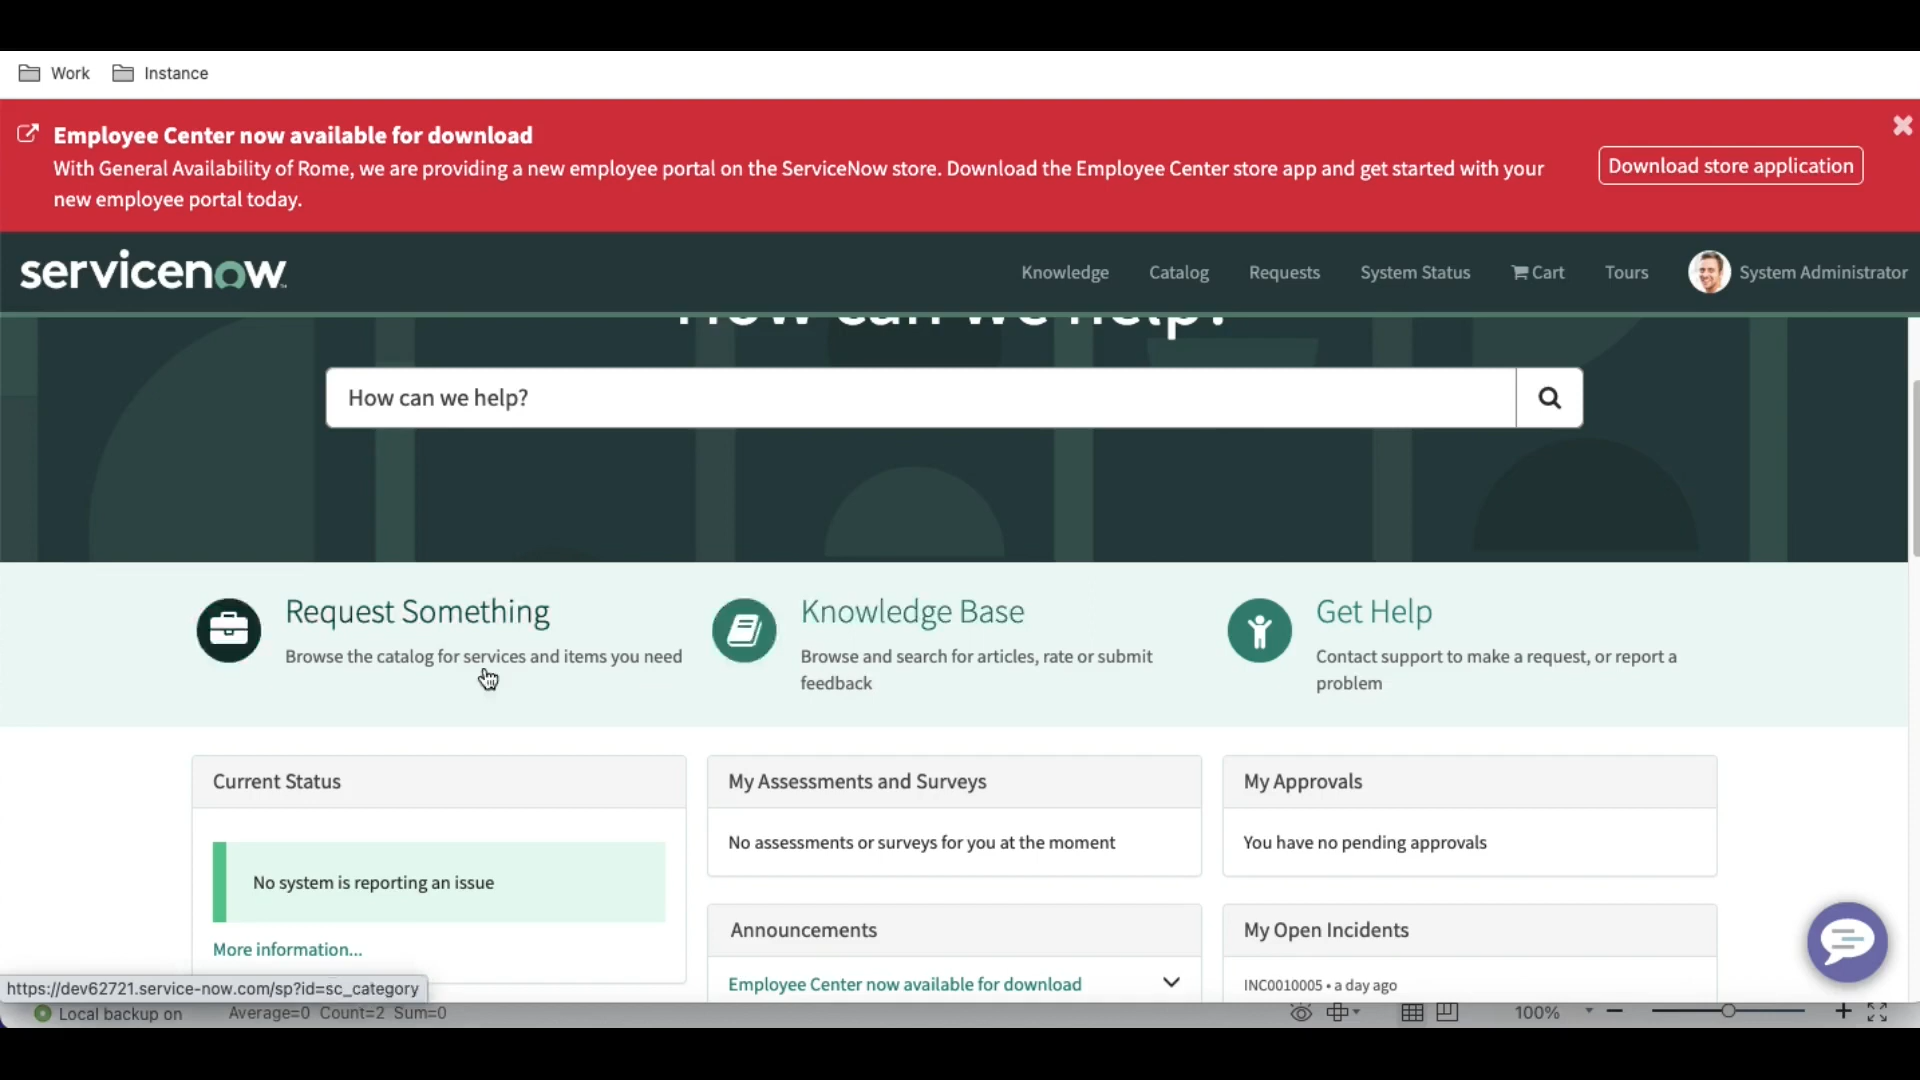 Work Instance
Employee Center now available for download
With General Availability of Rome, we are providing a new employee portal on the ServiceNow store. Download the Employee Center store app and get started with your
new employee portal today.
Download store application
servicenow
Knowledge Catalog Requests System Status Cart Tours System Administrator
How can we help?
How can we help?
Request Something
Browse the catalog for services and items you need
Knowledge Base
Browse and search for articles, rate or submit
feedback
Get Help
Contact support to make a request, or report a
problem
Current Status
No system is reporting an issue
More information...
My Assessments and Surveys
No assessments or surveys for you at the moment
My Approvals
You have no pending approvals
Announcements
Employee Center now available for download
My Open Incidents
INC0010005 • a day ago
https://dev62721.service-now.com/sp?id=sc_category
Local backup on Average=0 Count=2 Sum=0 100%